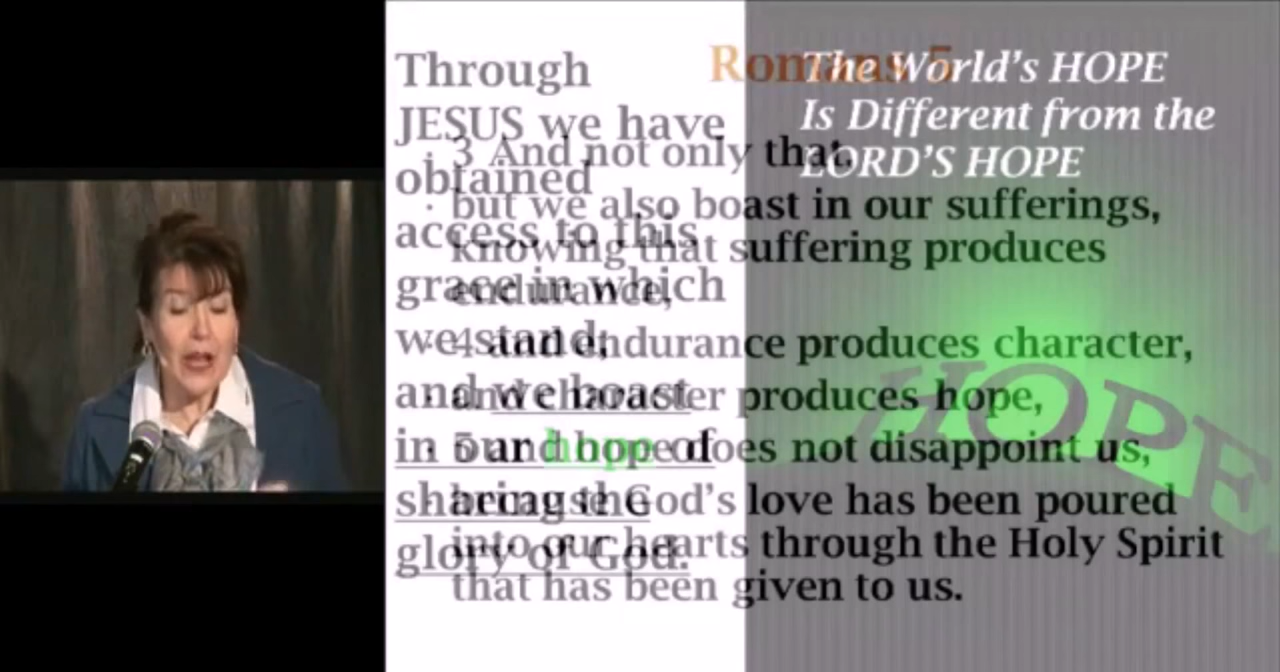 Through
JESUS we have
obtained
access to this
grace in which
we stand;
and we boast
in our hope of
sharing the
glory of God.
Romans 5
The World's HOPE
Is Different from the
LORD'S HOPE
· 3 And not only that,
· but we also boast in our sufferings,
knowing that suffering produces
endurance,
· 4 and endurance produces character,
· and character produces hope,
· 5 and hope does not disappoint us,
· because God's love has been poured
into our hearts through the Holy Spirit
that has been given to us.
HOPE